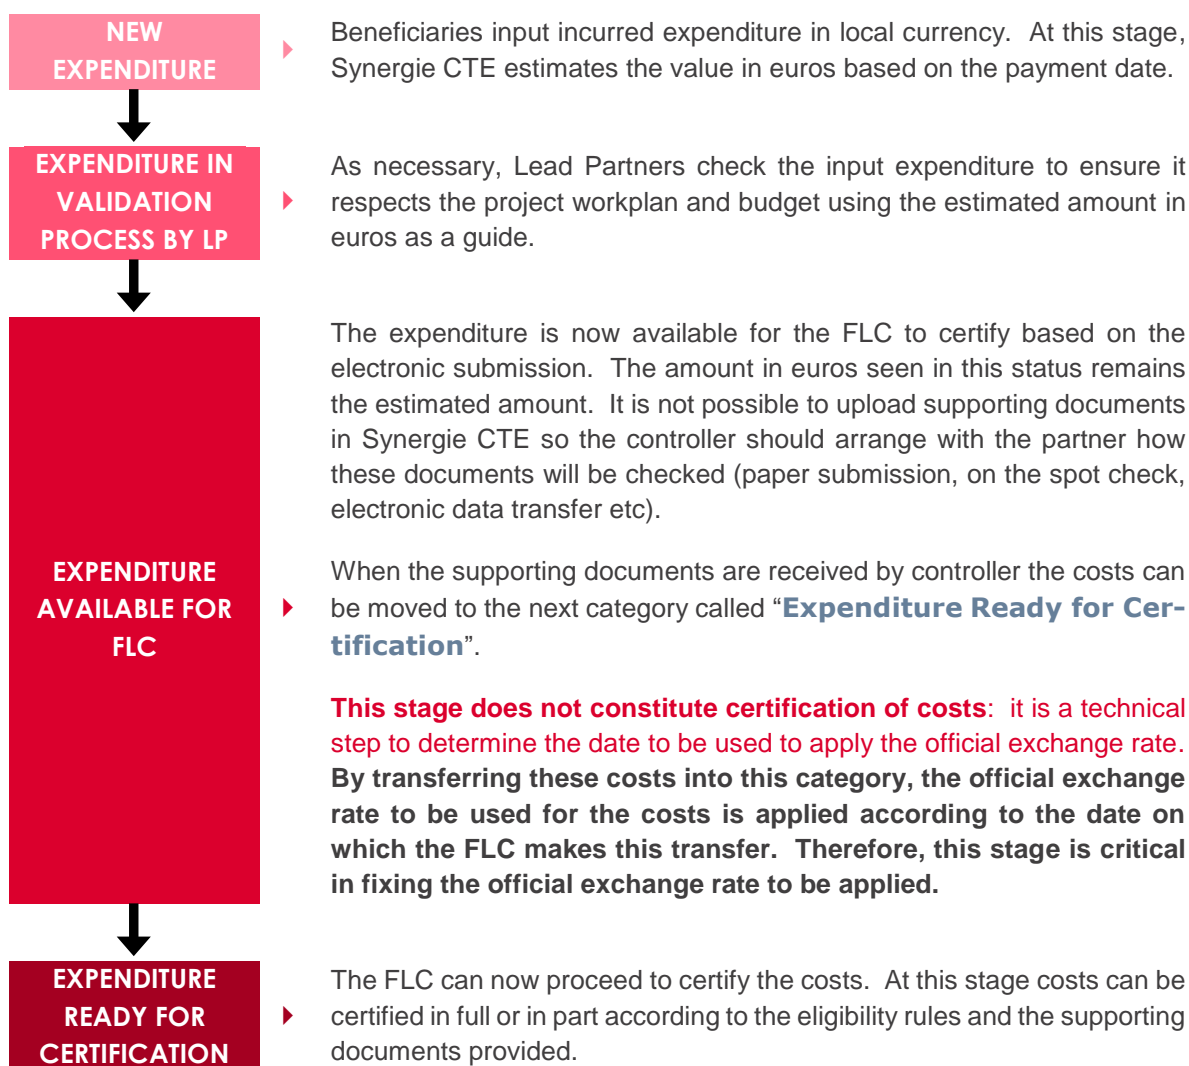 NEW
EXPENDITURE
Beneficiaries input incurred expenditure in local currency.  At this stage,
Synergie CTE estimates the value in euros based on the payment date.
EXPENDITURE IN
VALIDATION
PROCESS BY LP
As necessary, Lead Partners check the input expenditure to ensure it
respects the project workplan and budget using the estimated amount in
euros as a guide.
EXPENDITURE
AVAILABLE FOR
FLC
The expenditure is now available for the FLC to certify based on the
electronic submission.  The amount in euros seen in this status remains
the estimated amount.  It is not possible to upload supporting documents
in Synergie CTE so the controller should arrange with the partner how
these documents will be checked (paper submission, on the spot check,
electronic data transfer etc).
When the supporting documents are received by controller the costs can
be moved to the next category called “Expenditure Ready for Cer-
tification”.
This stage does not constitute certification of costs:  it is a technical
step to determine the date to be used to apply the official exchange rate.
By transferring these costs into this category, the official exchange
rate to be used for the costs is applied according to the date on
which the FLC makes this transfer.  Therefore, this stage is critical
in fixing the official exchange rate to be applied.
EXPENDITURE
READY FOR
CERTIFICATION
The FLC can now proceed to certify the costs.  At this stage costs can be
certified in full or in part according to the eligibility rules and the supporting
documents provided.